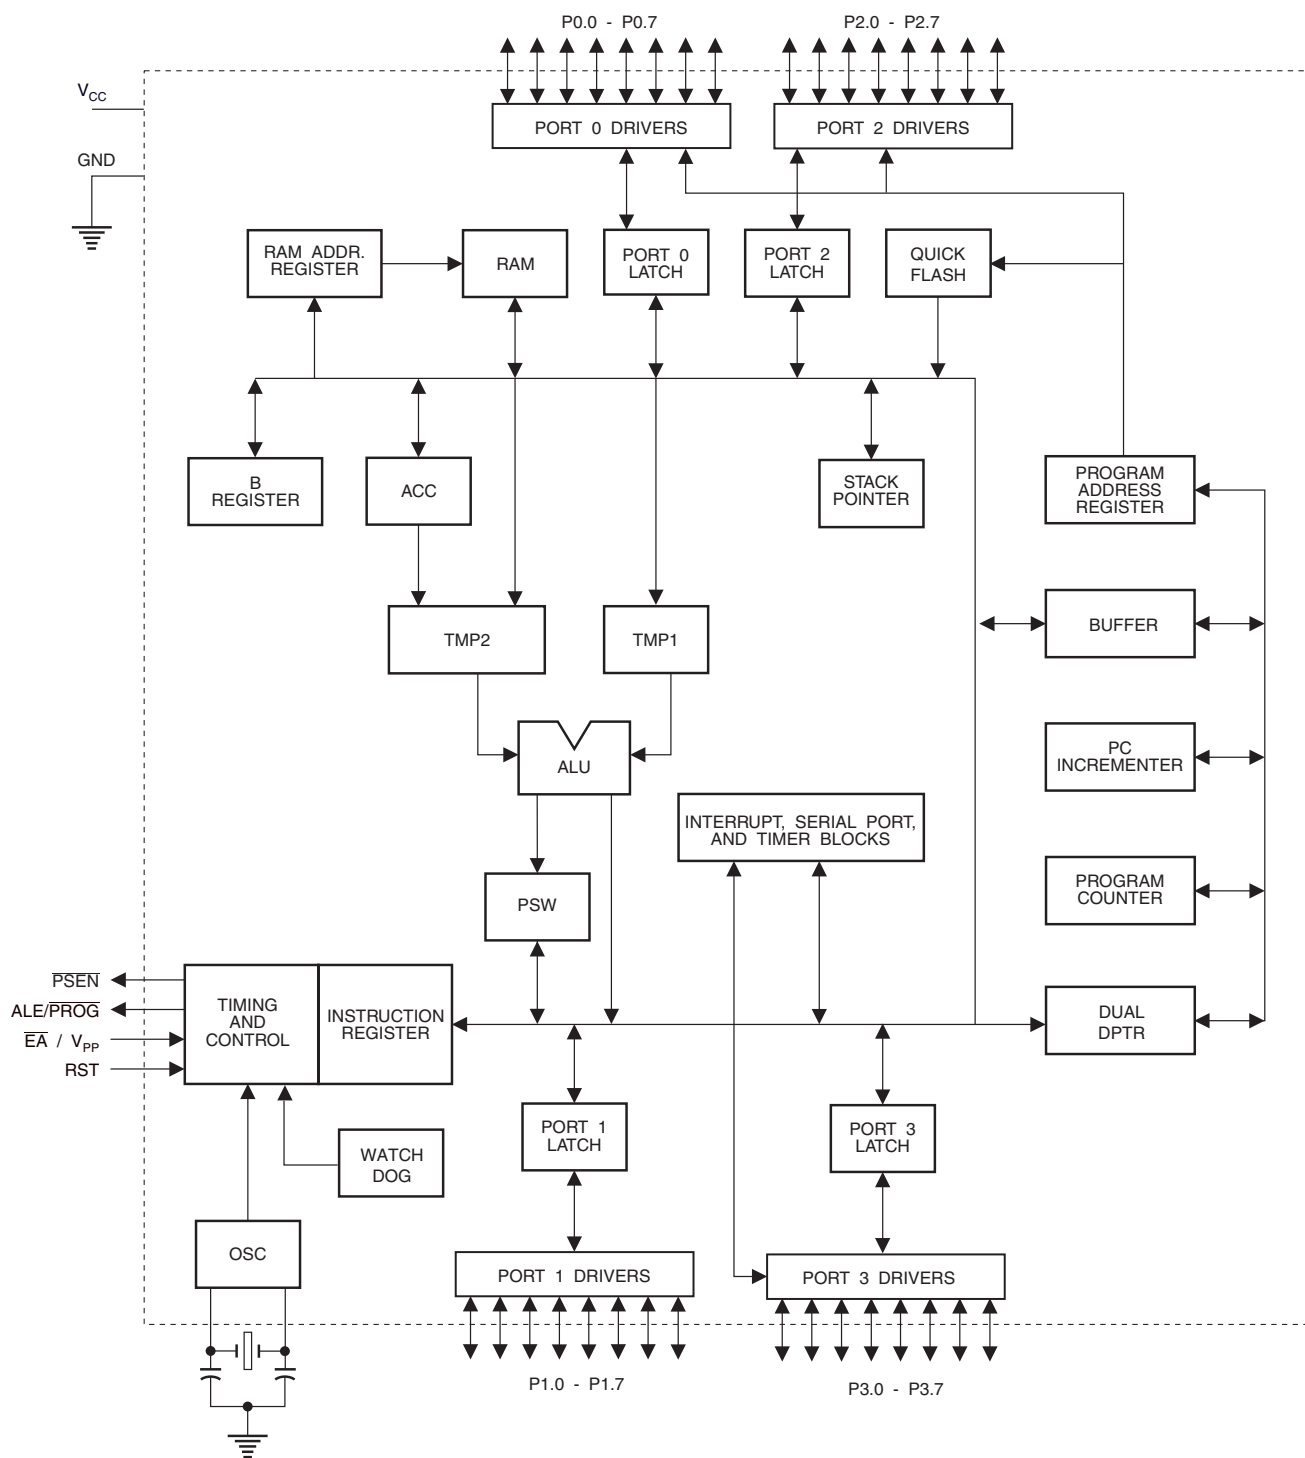 P0.0 - P0.7
P2.0 - P2.7
VCC
GND
PORT 0 DRIVERS
PORT 2 DRIVERS
RAM ADDR.
REGISTER
RAM
PORT 0
LATCH
PORT 2
LATCH
QUICK
FLASH
B
REGISTER
ACC
STACK
POINTER
PROGRAM
ADDRESS
REGISTER
TMP2
TMP1
BUFFER
ALU
PC
INCREMENTER
INTERRUPT, SERIAL PORT,
AND TIMER BLOCKS
PSW
PROGRAM
COUNTER
PSEN
ALE/PROG
EA / VPP
RST
TIMING
AND
CONTROL
INSTRUCTION
REGISTER
DUAL
DPTR
PORT 1
LATCH
PORT 3
LATCH
WATCH
DOG
OSC
PORT 1 DRIVERS
PORT 3 DRIVERS
P1.0 - P1.7
P3.0 - P3.7